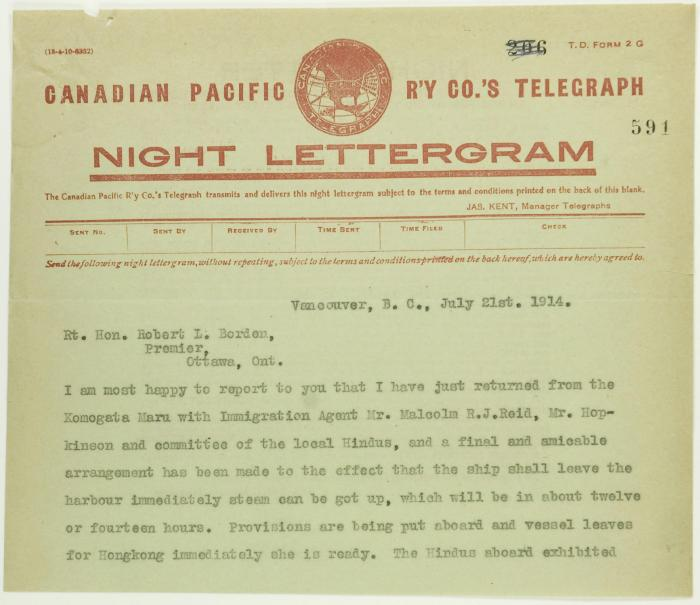 (18-4-10-6302)
206
T.D. FORM 2 G
CANADIAN PACIFIC R'Y CO.'S TELEGRAPH
CANADIAN PACIFIC
TELEGRAPH
591
NIGHT LETTERGRAM
The Canadian Pacific R'y Co.'s Telegraph transmits and delivers this night lettergram subject to the terms and conditions printed on the back of this blank.
JAS. KENT, Manager Telegraphs
SENT NO. SENT BY RECEIVED BY TIME SENT TIME FILED CHECK
Send the following night lettergram, without repeating, subject to the terms and conditions printed on the back hereof, which are hereby agreed to.
Vancouver, B. C., July 21st. 1914.
Rt. Hon. Robert L. Borden,
Premier,
Ottawa, Ont.
I am most happy to report to you that I have just returned from the
Komogata Maru with Immigration Agent Mr. Malcolm R.J.Reid, Mr. Hop-
kinson and committee of the local Hindus, and a final and amicable
arrangement has been made to the effect that the ship shall leave the
harbour immediately steam can be got up, which will be in about twelve
or fourteen hours. Provisions are being put aboard and vessel leaves
for Hongkong immediately she is ready. The Hindus aboard exhibited